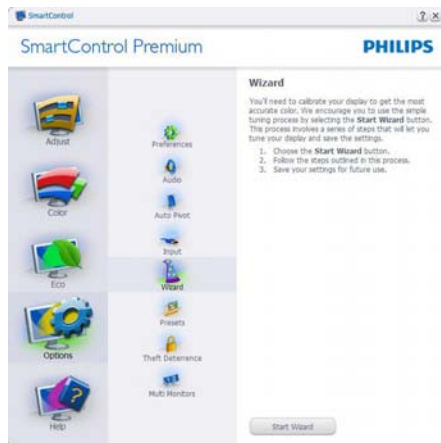 SmartControl
SmartControl Premium
PHILIPS
Adjust
Color
Eco
Options
Help
Preferences
Audio
Auto Pivot
Input
Wizard
Presets
Theft Deterrence
Multi Monitors
Wizard
You'll need to calibrate your display to get the most
accurate color. We encourage you to use the simple
tuning process by selecting the Start Wizard button.
This process involves a series of steps that will let you
tune your display and save the settings.
1. Choose the Start Wizard button.
2. Follow the steps outlined in this process.
3. Save your settings for future use.
Start Wizard